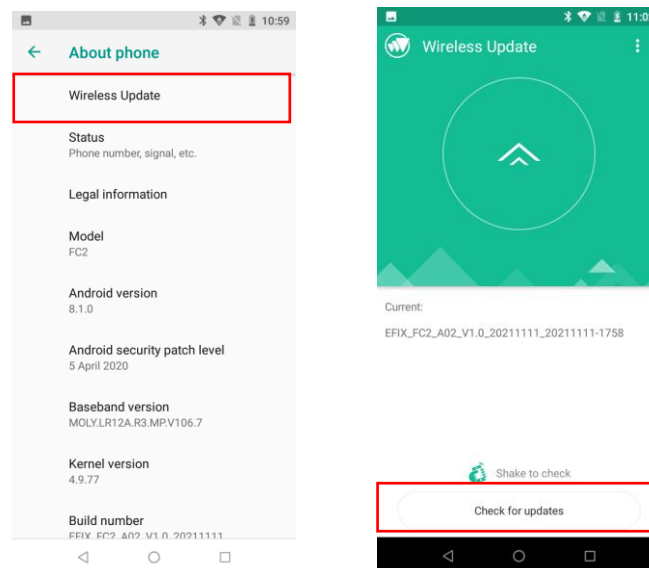 10:59
About phone
Wireless Update
Status
Phone number, signal, etc.
Legal information
Model
FC2
Android version
8.1.0
Android security patch level
5 April 2020
Baseband version
MOLY.LR12A.R3.MP.V106.7
Kernel version
4.9.77
Build number
EFIX_FC2_A02_V1.0_20211111
Wireless Update
Current:
EFIX_FC2_A02_V1.0_20211111_20211111-1758
Shake to check
Check for updates